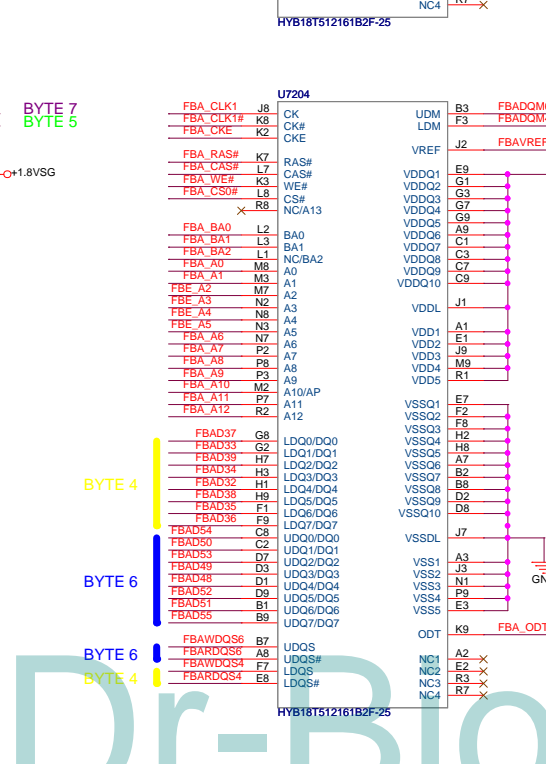 NC4 R7
HYB18T512161B2F-25
U7204
BYTE 7
BYTE 5
+1.8VSG
FBA_CLK1 J8 CK UDM B3
FBA_CLK1# K8 CK# LDM F3
FBA_CKE K2 CKE
VREF J2
FBA_RAS# K7 RAS# VDDQ1 E9
FBA_CAS# L7 CAS# VDDQ2 G1
FBA_WE# K3 WE# VDDQ3 G3
FBA_CS0# L8 CS# VDDQ4 G7
R8 NC/A13 VDDQ5 G9
VDDQ6 A9
FBA_BA0 L2 BA0 VDDQ7 C1
FBA_BA1 L3 BA1 VDDQ8 C3
FBA_BA2 L1 NC/BA2 VDDQ9 C7
FBA_A0 M8 A0 VDDQ10 C9
FBA_A1 M3 A1
FBE_A2 M7 A2
FBE_A3 N2 A3 VDDL J1
FBE_A4 N8 A4
FBE_A5 N3 A5 VDD1 A1
FBA_A6 N7 A6 VDD2 E1
FBA_A7 P2 A7 VDD3 J9
FBA_A8 P8 A8 VDD4 M9
FBA_A9 P3 A9 VDD5 R1
FBA_A10 M2 A10/AP
FBA_A11 P7 A11 VSSQ1 E7
FBA_A12 R2 A12 VSSQ2 F2
VSSQ3 F8
FBAD37 G8 LDQ0/DQ0 VSSQ4 H2
FBAD33 G2 LDQ1/DQ1 VSSQ5 H8
FBAD39 H7 LDQ2/DQ2 VSSQ6 A7
FBAD34 H3 LDQ3/DQ3 VSSQ7 B2
BYTE 4 FBAD32 H1 LDQ4/DQ4 VSSQ8 B8
FBAD38 H9 LDQ5/DQ5 VSSQ9 D2
FBAD35 F1 LDQ6/DQ6 VSSQ10 D8
FBAD36 F9 LDQ7/DQ7
FBAD54 C8 UDQ0/DQ0 VSSDL J7
FBAD50 C2 UDQ1/DQ1
FBAD53 D7 UDQ2/DQ2 VSS1 A3
FBAD49 D3 UDQ3/DQ3 VSS2 J3
BYTE 6 FBAD48 D1 UDQ4/DQ4 VSS3 N1
FBAD52 D9 UDQ5/DQ5 VSS4 P9
FBAD51 B1 UDQ6/DQ6 VSS5 E3
FBAD55 B9 UDQ7/DQ7
ODT K9 FBA_ODT
FBAWDQS6 B7 UDQS
BYTE 6 FBARDQS6 A8 UDQS# NC1 A2
FBAWDQS4 F7 LDQS NC2 E2
BYTE 4 FBARDQS4 E8 LDQS# NC3 R3
NC4 R7
HYB18T512161B2F-25